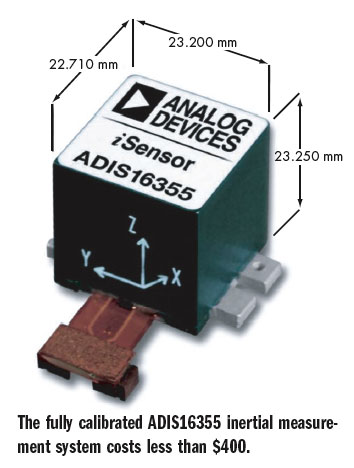 23.200 mm
22.710 mm
ANALOG
DEVICES
iSensor
ADIS16355
23.250 mm
Z
Y
X
The fully calibrated ADIS16355 inertial measure-
ment system costs less than $400.